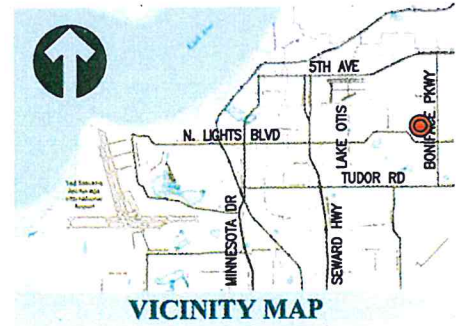 5TH AVE
N. LIGHTS BLVD
LAKE OTIS
BONIFACE PKWY
TUDOR RD
MINNESOTA DR
SEWARD HWY
VICINITY MAP